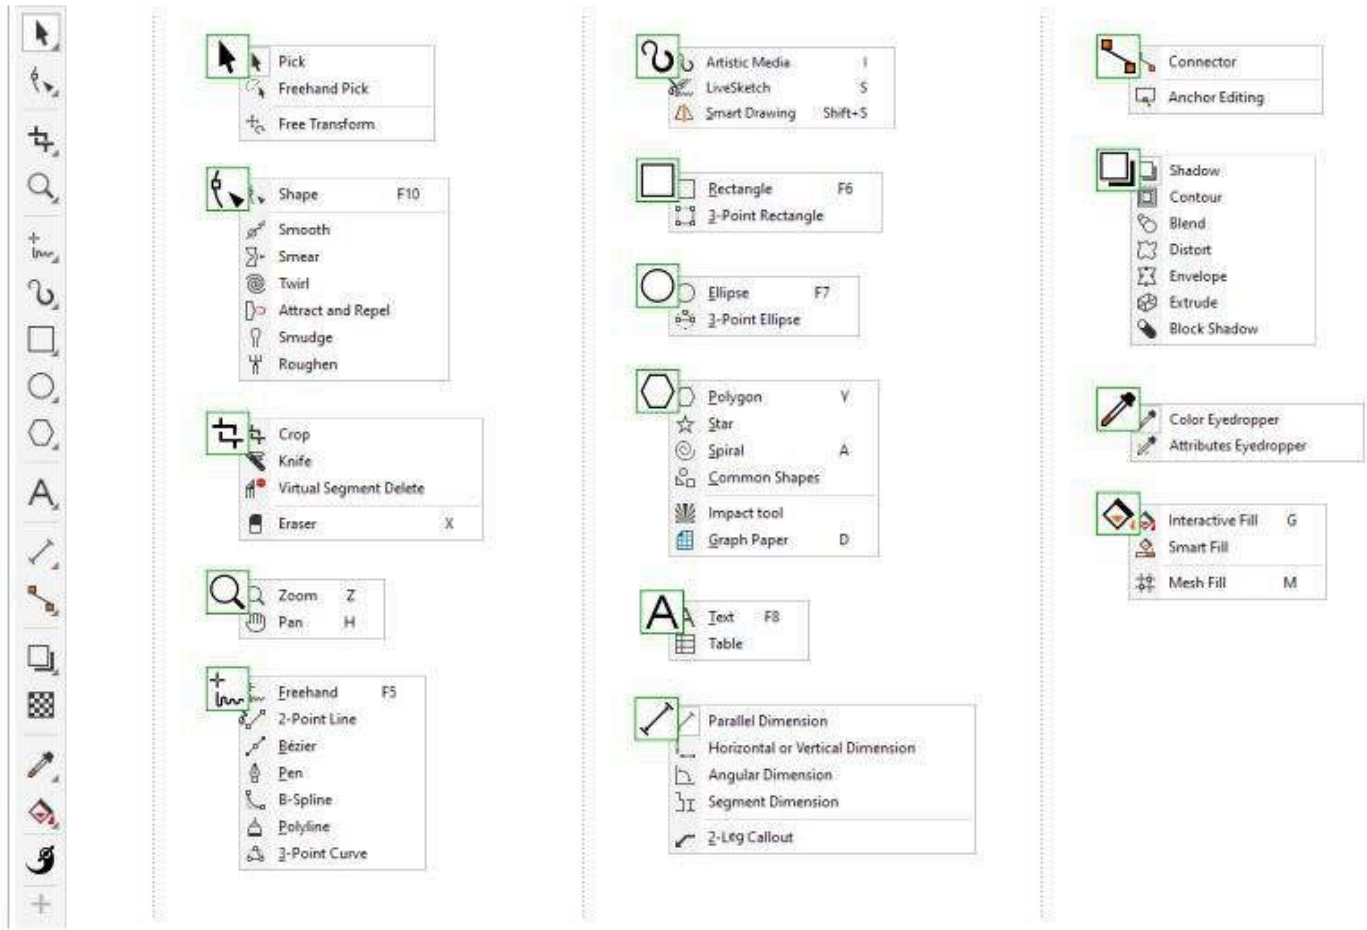 Pick
Freehand Pick
Free Transform
Shape F10
Smooth
Smear
Twirl
Attract and Repel
Smudge
Roughen
Crop
Knife
Virtual Segment Delete
Eraser X
Zoom Z
Pan H
Freehand F5
2-Point Line
Bézier
Pen
B-Spline
Polyline
3-Point Curve
Artistic Media I
LiveSketch S
Smart Drawing Shift+S
Rectangle F6
3-Point Rectangle
Ellipse F7
3-Point Ellipse
Polygon Y
Star
Spiral A
Common Shapes
Impact tool
Graph Paper D
Text F8
Table
Parallel Dimension
Horizontal or Vertical Dimension
Angular Dimension
Segment Dimension
2-Leg Callout
Connector
Anchor Editing
Shadow
Contour
Blend
Distort
Envelope
Extrude
Block Shadow
Color Eyedropper
Attributes Eyedropper
Interactive Fill G
Smart Fill
Mesh Fill M